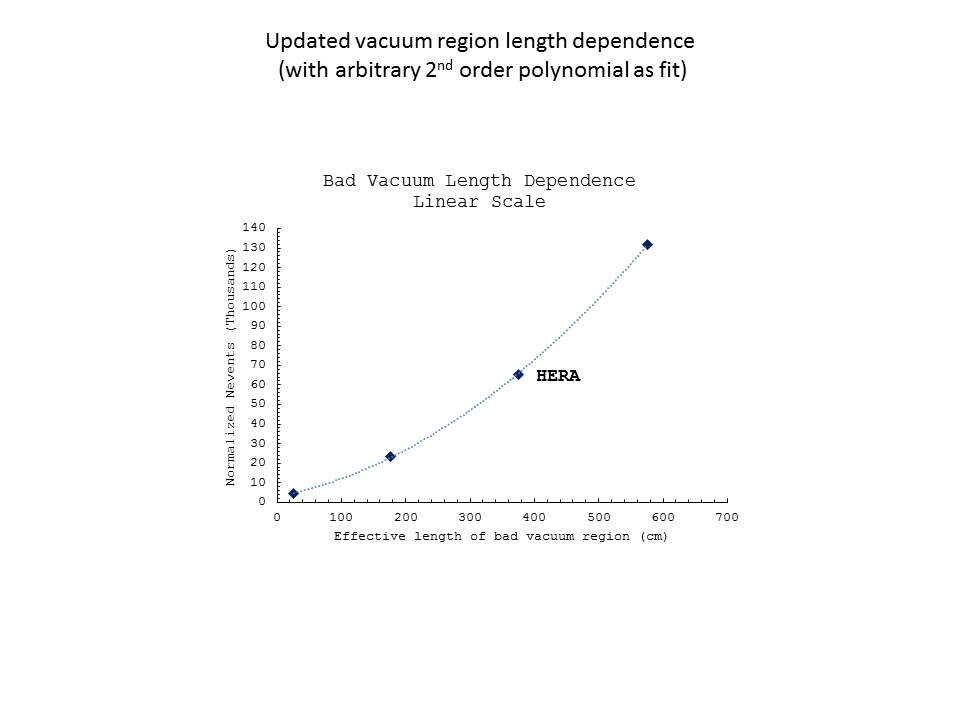 Updated vacuum region length dependence
(with arbitrary 2nd order polynomial as fit)
Bad Vacuum Length Dependence
Linear Scale
Normalized Nevents (Thousands)
140
130
120
110
100
90
80
70
60
50
40
30
20
10
0
HERA
0 100 200 300 400 500 600 700
Effective length of bad vacuum region (cm)